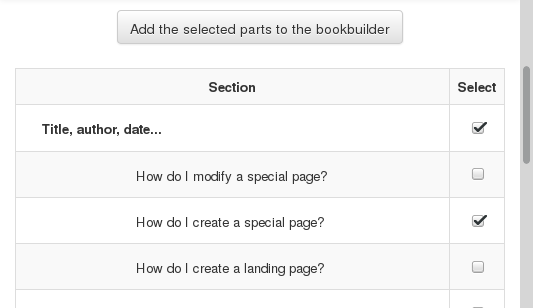 Add the selected parts to the bookbuilder
Section Select
Title, author, date...
How do I modify a special page?
How do I create a special page?
How do I create a landing page?